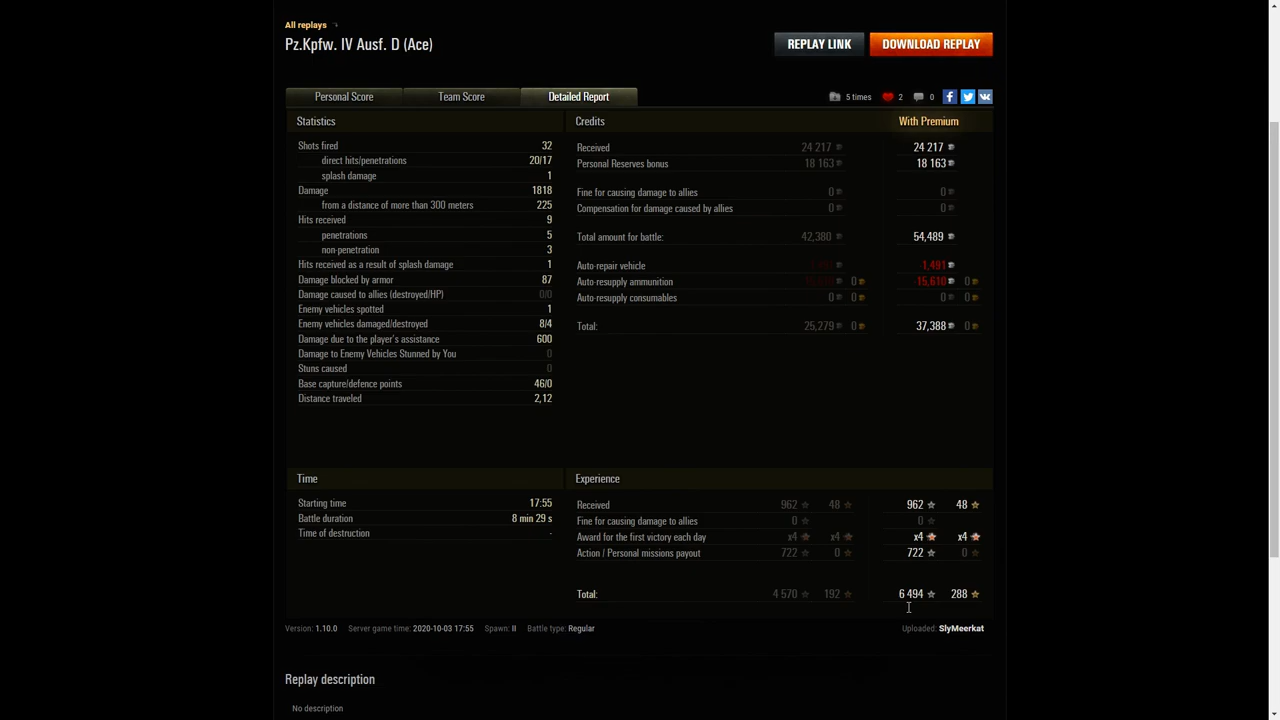 All replays
Pz.Kpfw. IV Ausf. D (Ace)
REPLAY LINK
DOWNLOAD REPLAY
Personal Score
Team Score
Detailed Report
5 times
2
0
Statistics
Shots fired 32
direct hits/penetrations 20/17
splash damage 1
Damage 1818
from a distance of more than 300 meters 225
Hits received 9
penetrations 5
non-penetration 3
Hits received as a result of splash damage 1
Damage blocked by armor 87
Damage caused to allies (destroyed/HP) 0/0
Enemy vehicles spotted 1
Enemy vehicles damaged/destroyed 8/4
Damage due to the player's assistance 600
Damage to Enemy Vehicles Stunned by You 0
Stuns caused 0
Base capture/defence points 46/0
Distance traveled 2,12
Credits With Premium
Received 24 217 24 217
Personal Reserves bonus 18 163 18 163
Fine for causing damage to allies 0 0
Compensation for damage caused by allies 0 0
Total amount for battle: 42,380 54,489
Auto-repair vehicle -1,491
Auto-resupply ammunition 0 -15,610 0
Auto-resupply consumables 0 0 0 0
Total: 25,279 0 37,388 0
Time
Starting time 17:55
Battle duration 8 min 29 s
Time of destruction -
Experience
Received 962 48 962 48
Fine for causing damage to allies 0 0
Award for the first victory each day x4 x4 x4 x4
Action / Personal missions payout 722 0 722 0
Total: 4 570 192 6 494 288
Version: 1.10.0 Server game time: 2020-10-03 17:55 Spawn: II Battle type: Regular
Uploaded: SlyMeerkat
Replay description
No description